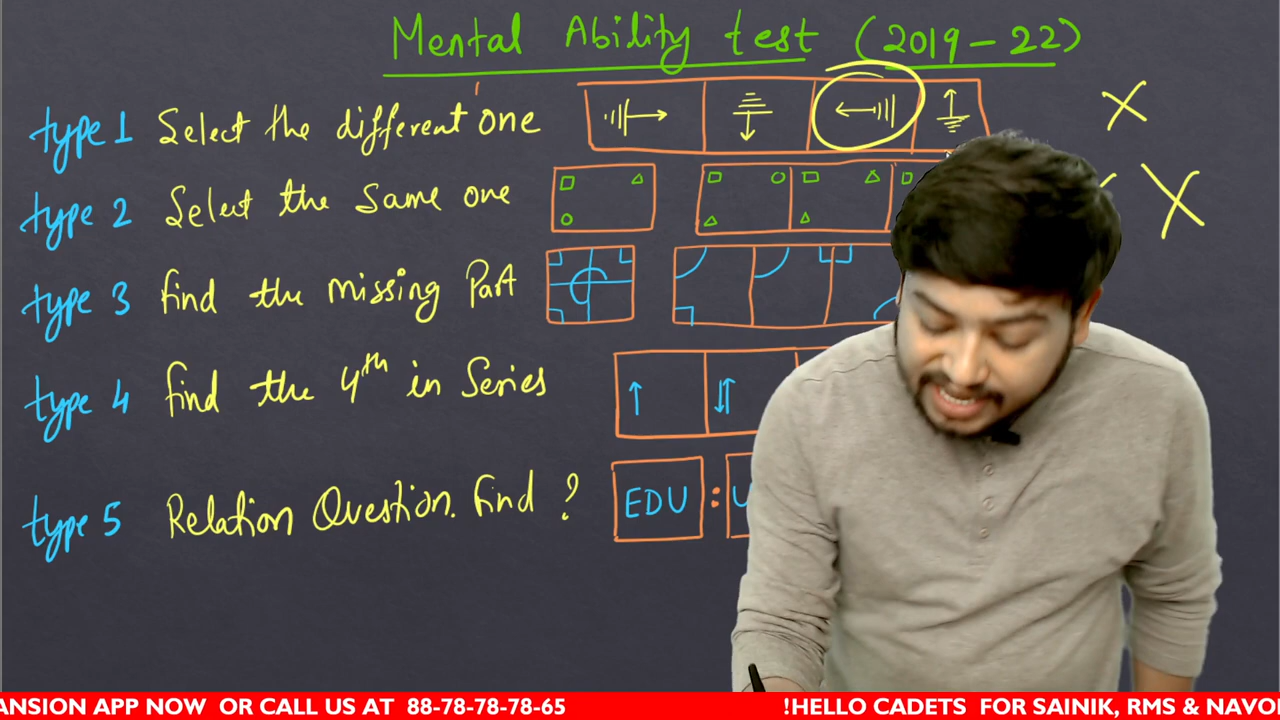 Mental Ability test (2019-22)
type 1 Select the different one
type 2 Select the same one
type 3 find the missing Part
type 4 find the 4th in Series
type 5 Relation Question. find ? EDU :
ANSION APP NOW OR CALL US AT 88-78-78-78-65 !HELLO CADETS FOR SAINIK, RMS & NAVO